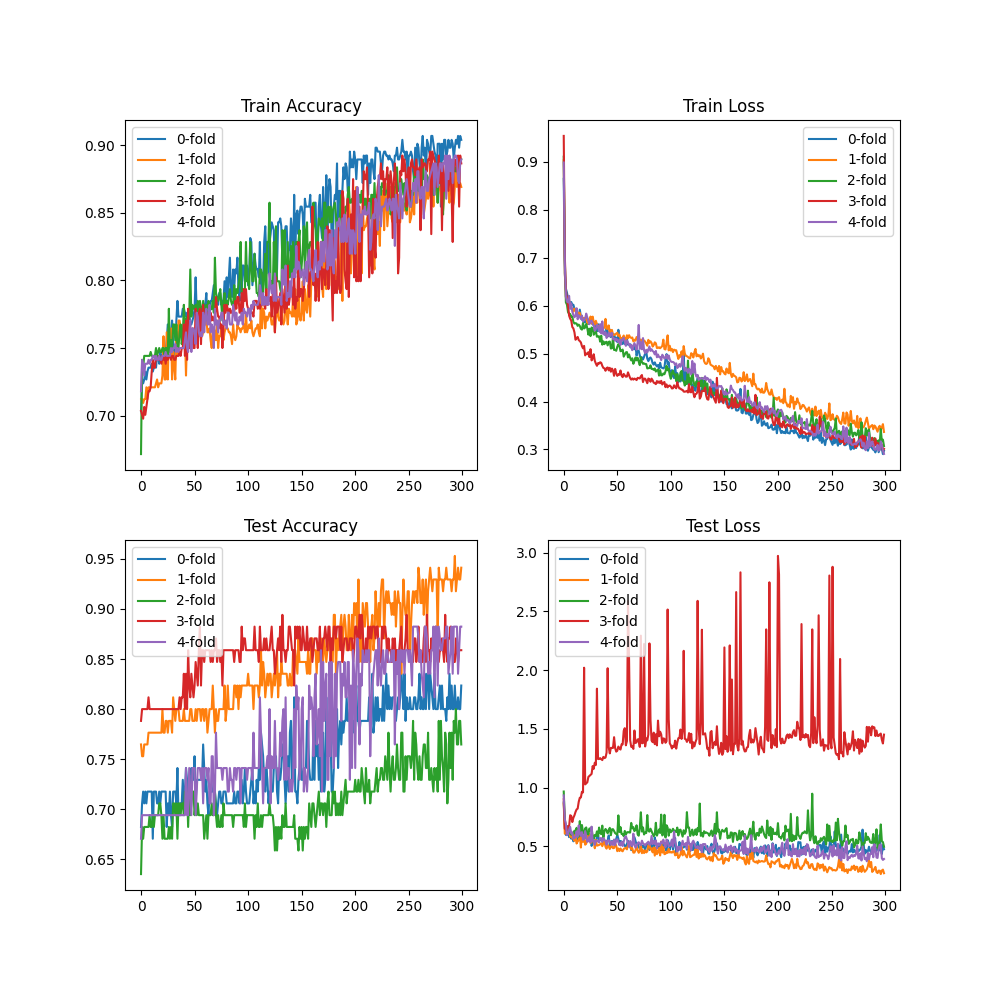 Train Accuracy
0.90
0.85
0.80
0.75
0.70
0 50 100 150 200 250 300
0-fold
1-fold
2-fold
3-fold
4-fold
Train Loss
0.9
0.8
0.7
0.6
0.5
0.4
0.3
0 50 100 150 200 250 300
0-fold
1-fold
2-fold
3-fold
4-fold
Test Accuracy
0.95
0.90
0.85
0.80
0.75
0.70
0.65
0 50 100 150 200 250 300
0-fold
1-fold
2-fold
3-fold
4-fold
Test Loss
3.0
2.5
2.0
1.5
1.0
0.5
0 50 100 150 200 250 300
0-fold
1-fold
2-fold
3-fold
4-fold